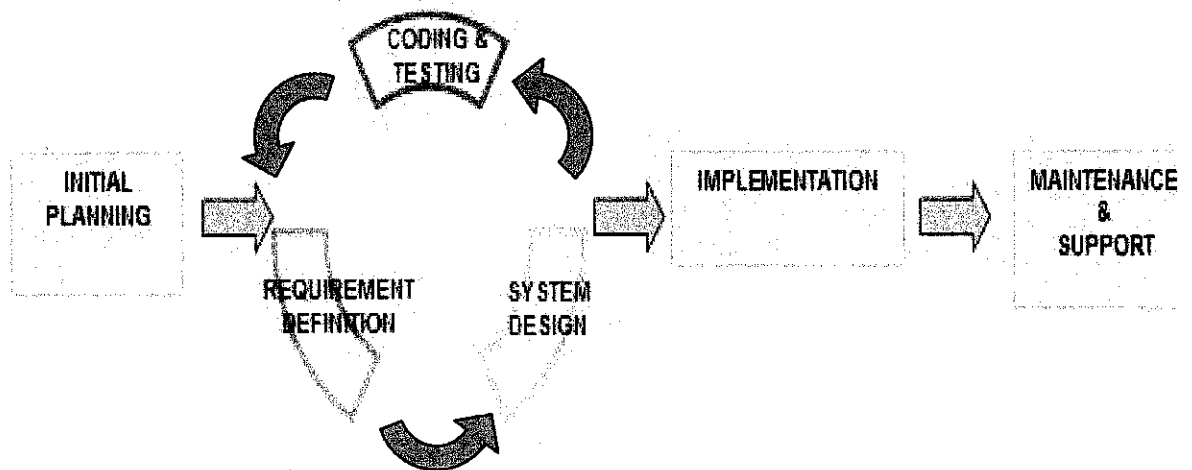 CODING &
TESTING
INITIAL
PLANNING
IMPLEMENTATION
MAINTENANCE
&
SUPPORT
REQUIREMENT
DEFINITION
SYSTEM
DESIGN